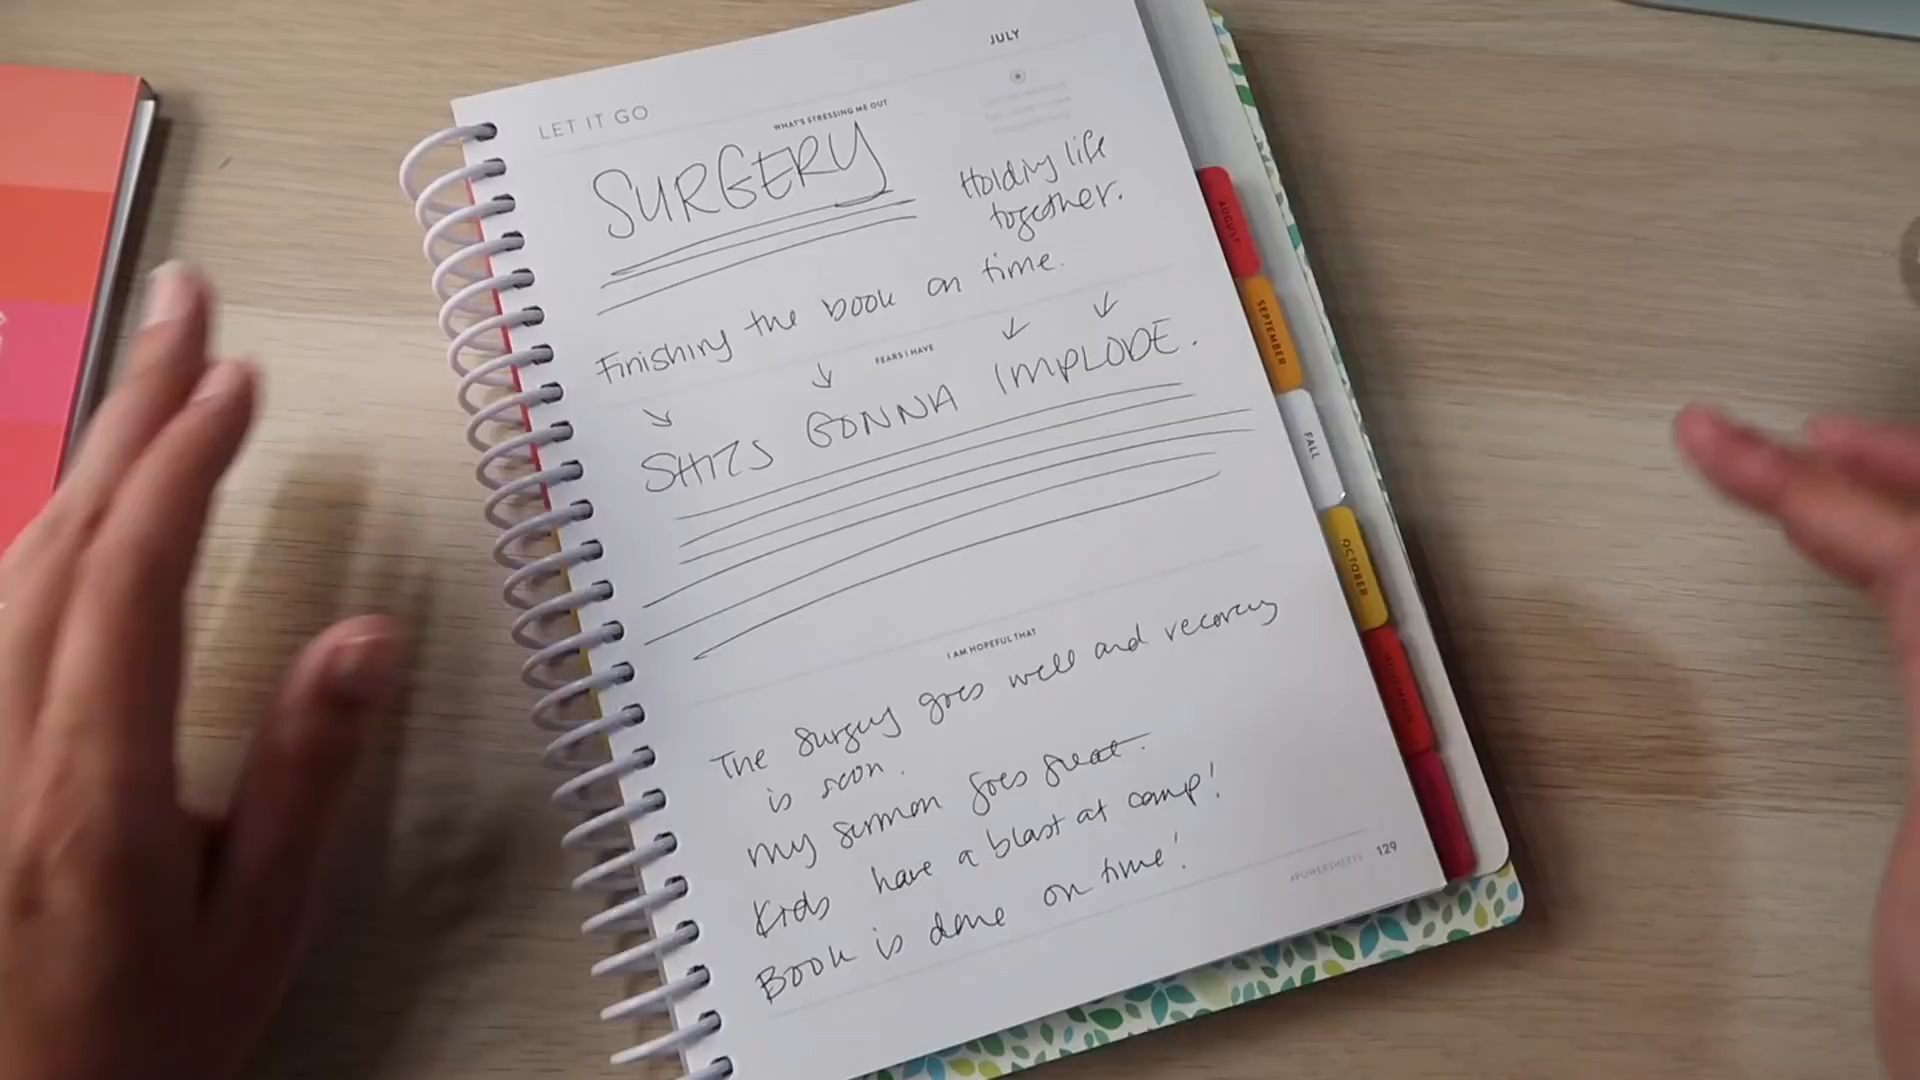 JULY
LET IT GO
WHAT'S STRESSING ME OUT
SURGERY
Holding life
together.
Finishing the book on time.
FEARS I HAVE
SHITS GONNA IMPLODE.
I AM HOPEFUL THAT
The surgery goes well and recovery
is soon.
my sermon goes great.
Kids have a blast at camp!
Book is done on time!
#POWERSHEETS 129
AUGUST
SEPTEMBER
FALL
OCTOBER
NOVEMBER